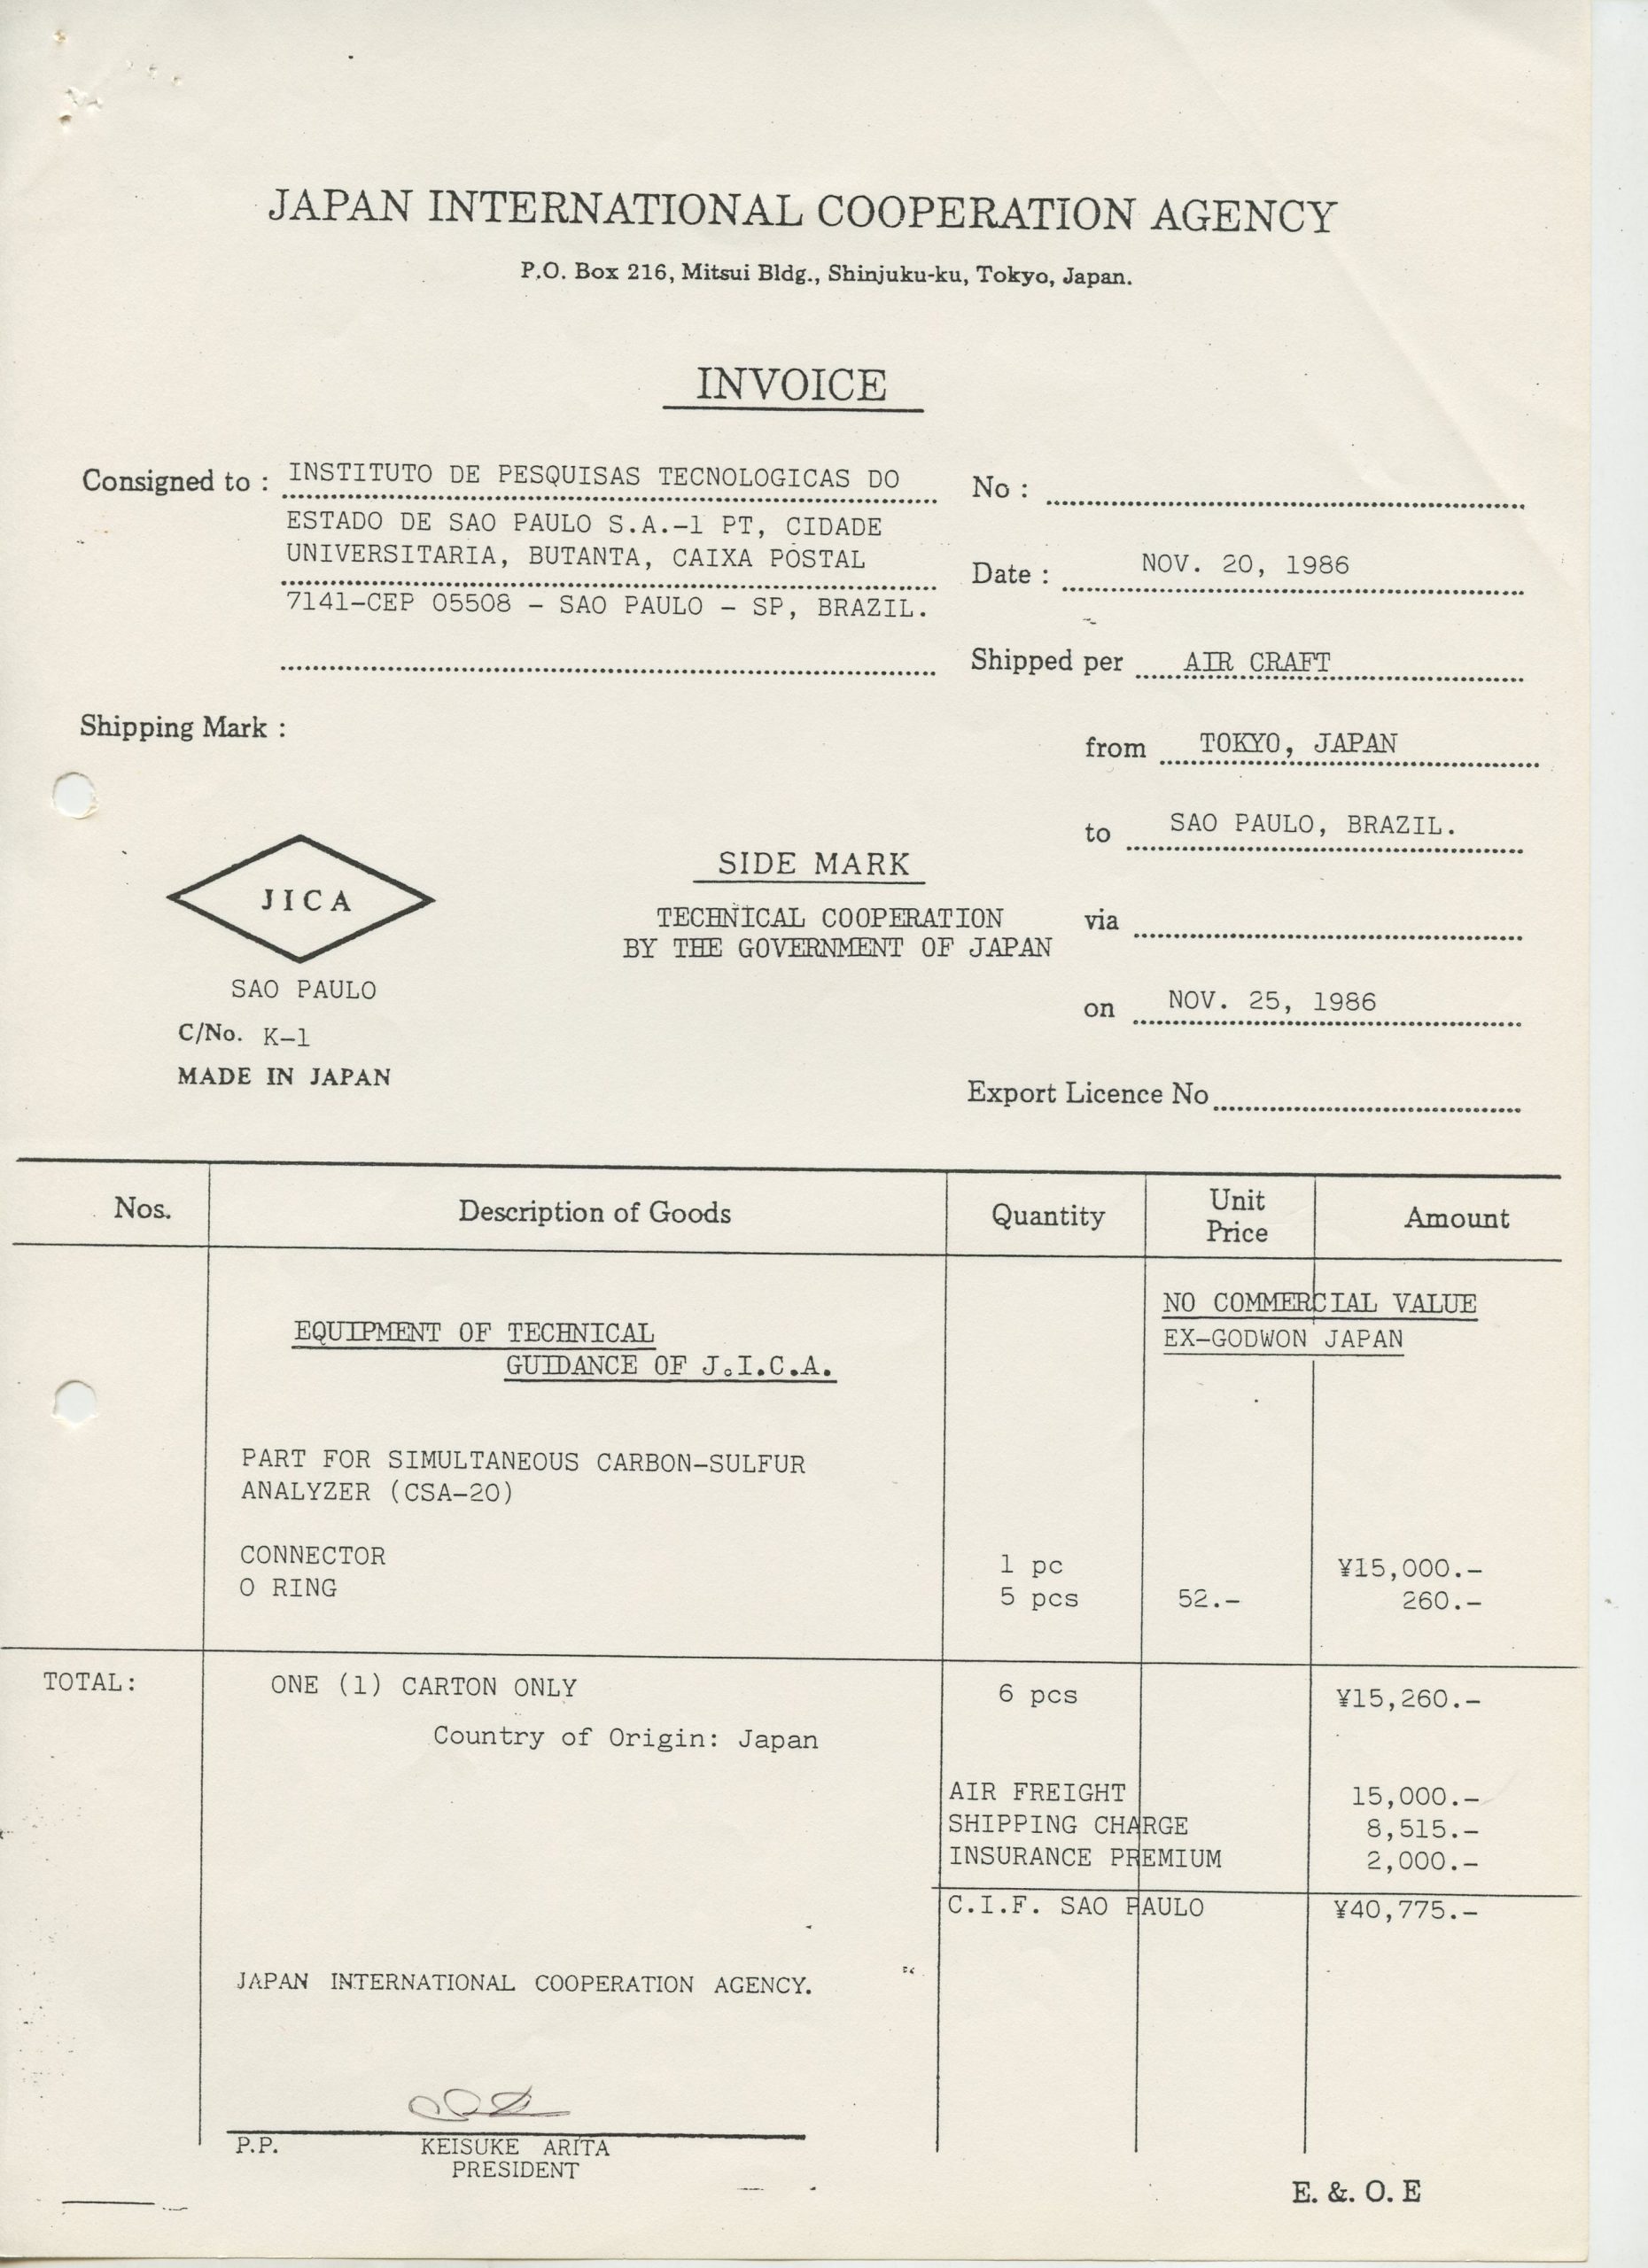 JAPAN INTERNATIONAL COOPERATION AGENCY
P.O. Box 216, Mitsui Bldg., Shinjuku-ku, Tokyo, Japan.
INVOICE
Consigned to : INSTITUTO DE PESQUISAS TECNOLOGICAS DO
ESTADO DE SAO PAULO S.A.-1 PT, CIDADE
UNIVERSITARIA, BUTANTA, CAIXA POSTAL
7141-CEP 05508 - SAO PAULO - SP, BRAZIL.
No :
Date : NOV. 20, 1986
Shipped per AIR CRAFT
from TOKYO, JAPAN
to SAO PAULO, BRAZIL.
via
on NOV. 25, 1986
Export Licence No
Shipping Mark :
JICA
SAO PAULO
C/No. K-1
MADE IN JAPAN
SIDE MARK
TECHNICAL COOPERATION
BY THE GOVERNMENT OF JAPAN
Nos. Description of Goods Quantity Unit Price Amount
NO COMMERCIAL VALUE
EX-GODWON JAPAN
EQUIPMENT OF TECHNICAL
GUIDANCE OF J.I.C.A.
PART FOR SIMULTANEOUS CARBON-SULFUR
ANALYZER (CSA-20)
CONNECTOR 1 pc ¥15,000.-
O RING 5 pcs 52.- 260.-
TOTAL: ONE (1) CARTON ONLY 6 pcs ¥15,260.-
Country of Origin: Japan
AIR FREIGHT 15,000.-
SHIPPING CHARGE 8,515.-
INSURANCE PREMIUM 2,000.-
C.I.F. SAO PAULO ¥40,775.-
JAPAN INTERNATIONAL COOPERATION AGENCY.
P.P. KEISUKE ARITA
PRESIDENT
E. &. O. E